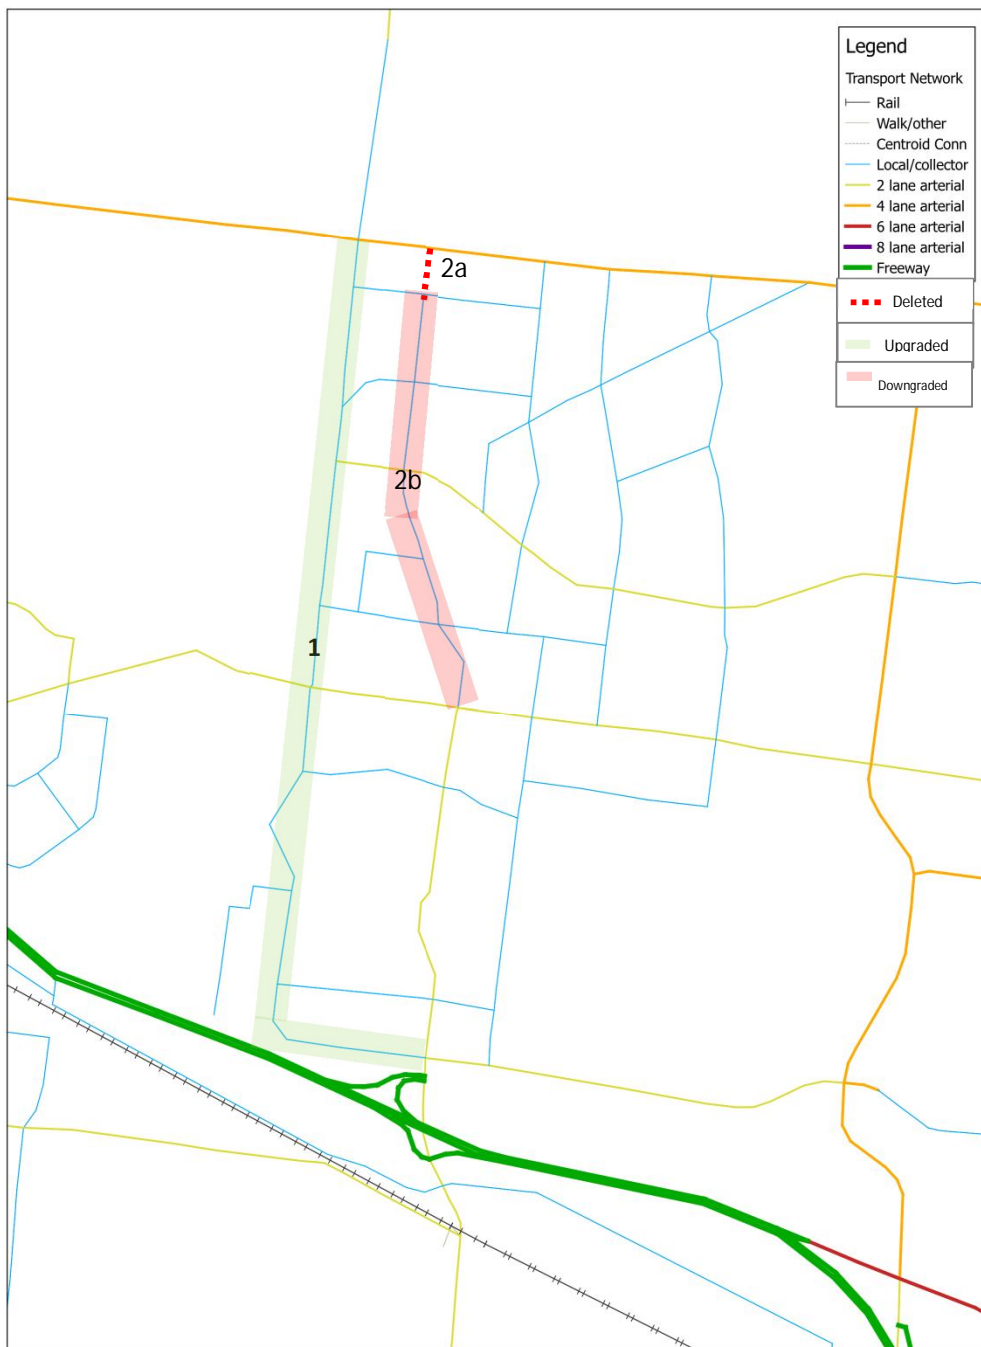 Legend
Transport Network
Rail
Walk/other
Centroid Conn
Local/collector
2 lane arterial
4 lane arterial
6 lane arterial
8 lane arterial
Freeway
Deleted
Upgraded
Downgraded
2a
2b
1